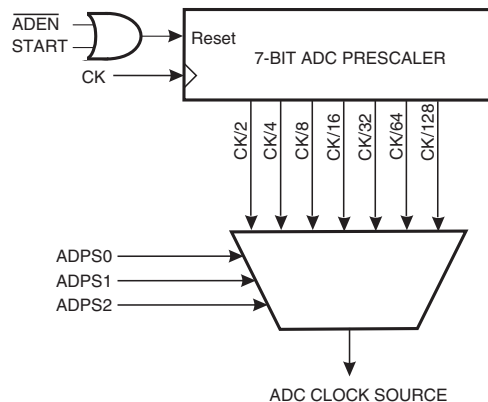 ADEN
START
Reset
7-BIT ADC PRESCALER
CK
CK/2
CK/4
CK/8
CK/16
CK/32
CK/64
CK/128
ADPS0
ADPS1
ADPS2
ADC CLOCK SOURCE